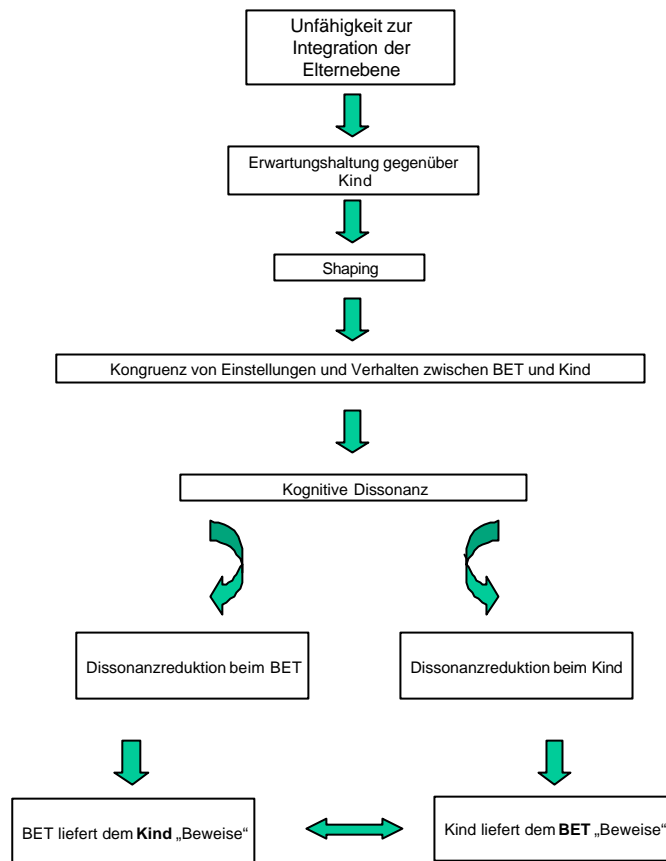 Unfähigkeit zur
Integration der
Elternebene
Erwartungshaltung gegenüber
Kind
Shaping
Kongruenz von Einstellungen und Verhalten zwischen BET und Kind
Kognitive Dissonanz
Dissonanzreduktion beim BET
Dissonanzreduktion beim Kind
BET liefert dem Kind „Beweise“
Kind liefert dem BET „Beweise“